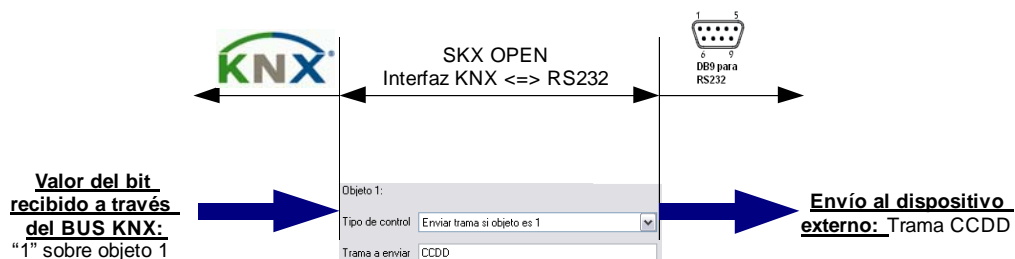 1 5
6 9
DB9 para
RS232
KNX
SKX OPEN
Interfaz KNX <=> RS232
Valor del bit
recibido a través
del BUS KNX:
“1” sobre objeto 1
Objeto 1:
Tipo de control Enviar trama si objeto es 1
Trama a enviar CCDD
Envío al dispositivo
externo: Trama CCDD